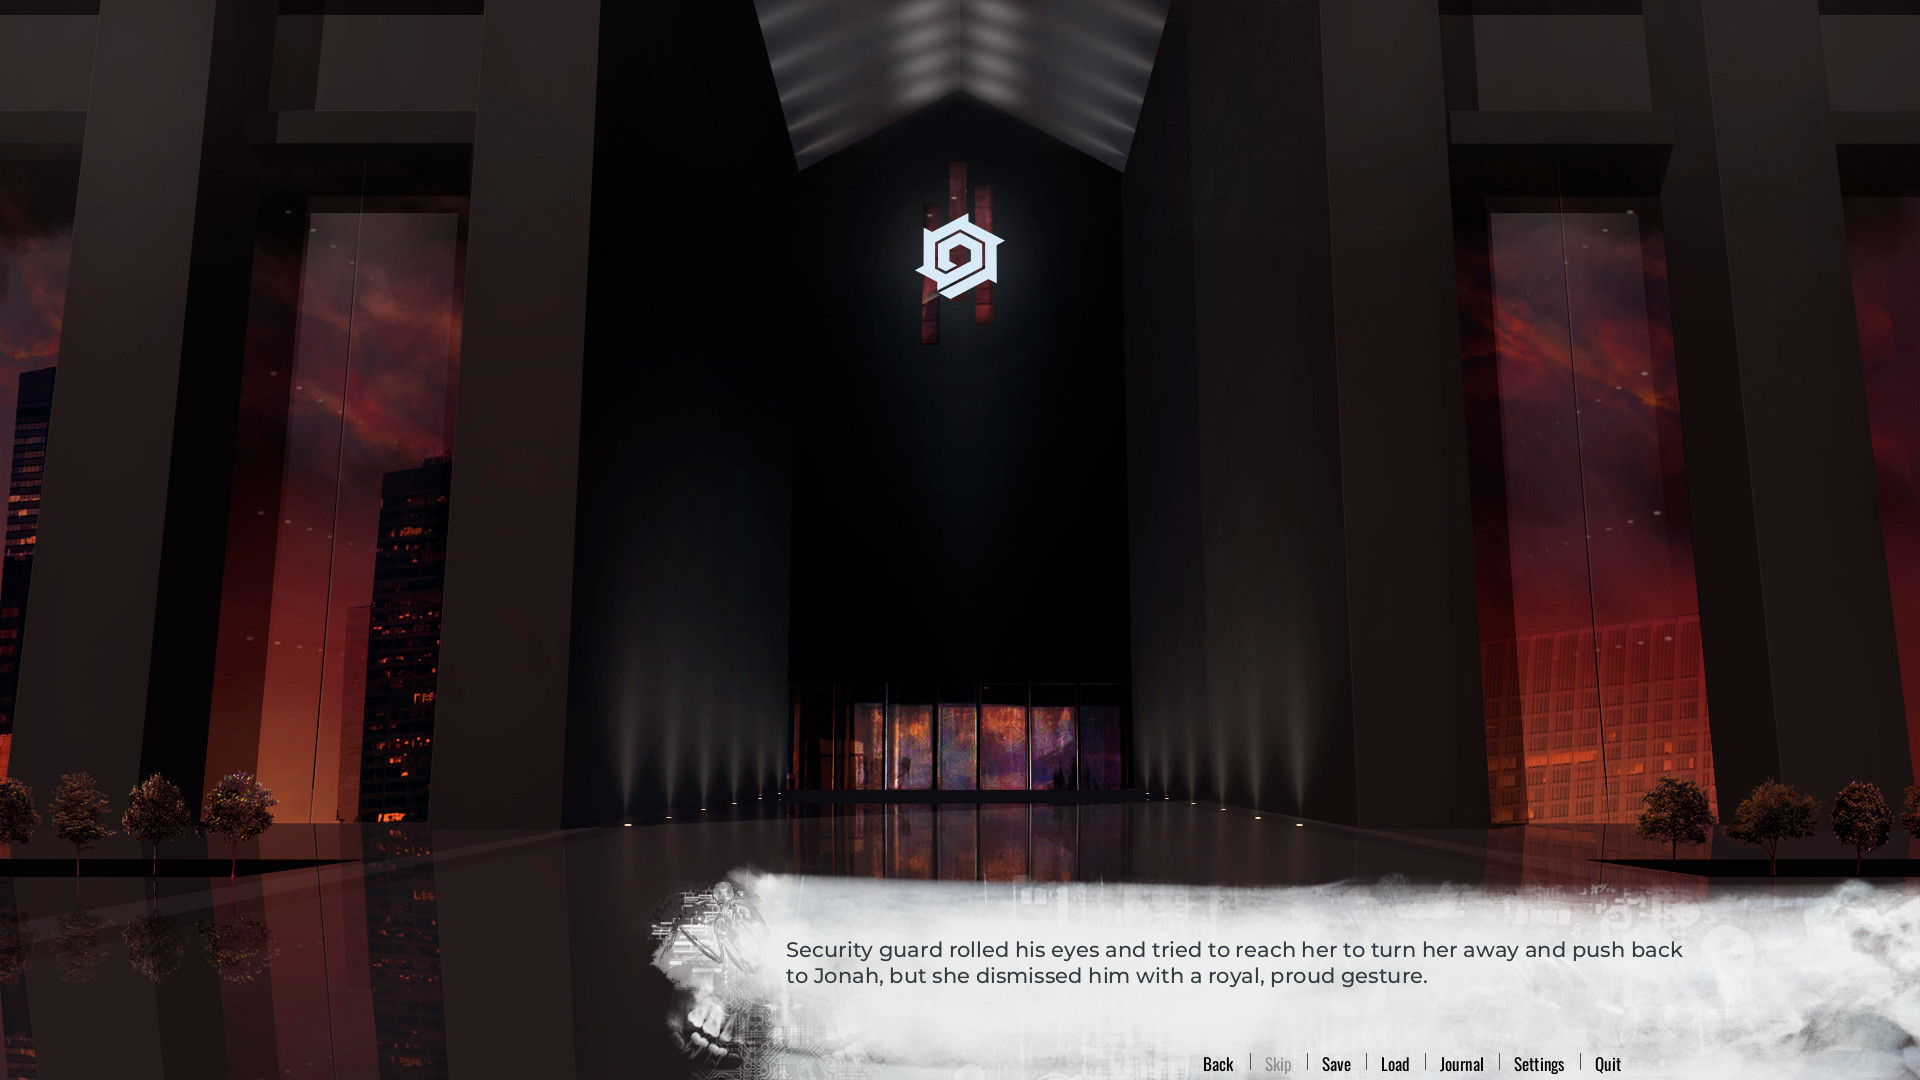 Security guard rolled his eyes and tried to reach her to turn her away and push back
to Jonah, but she dismissed him with a royal, proud gesture.
Back | Skip | Save | Load | Journal | Settings | Quit